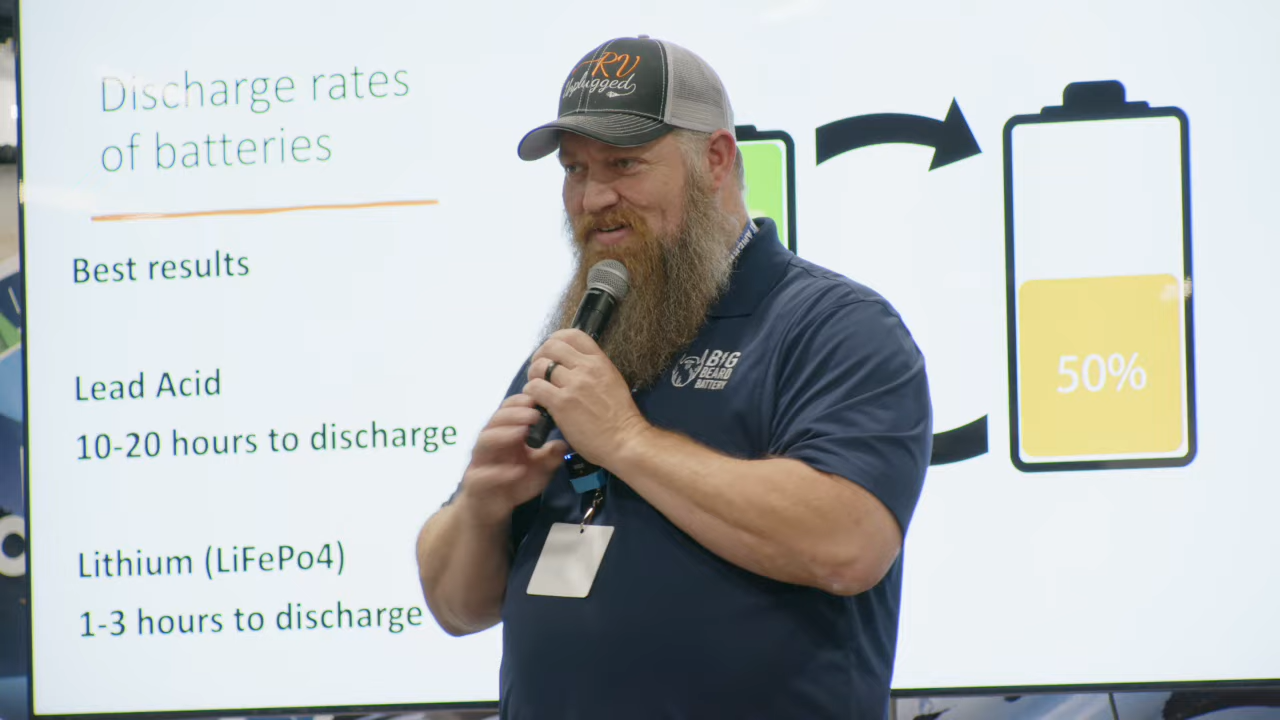 Discharge rates
of batteries
Best results
Lead Acid
10-20 hours to discharge
Lithium (LiFePo4)
1-3 hours to discharge
RV
Unplugged
50%
BIG
BEARD
BATTERY